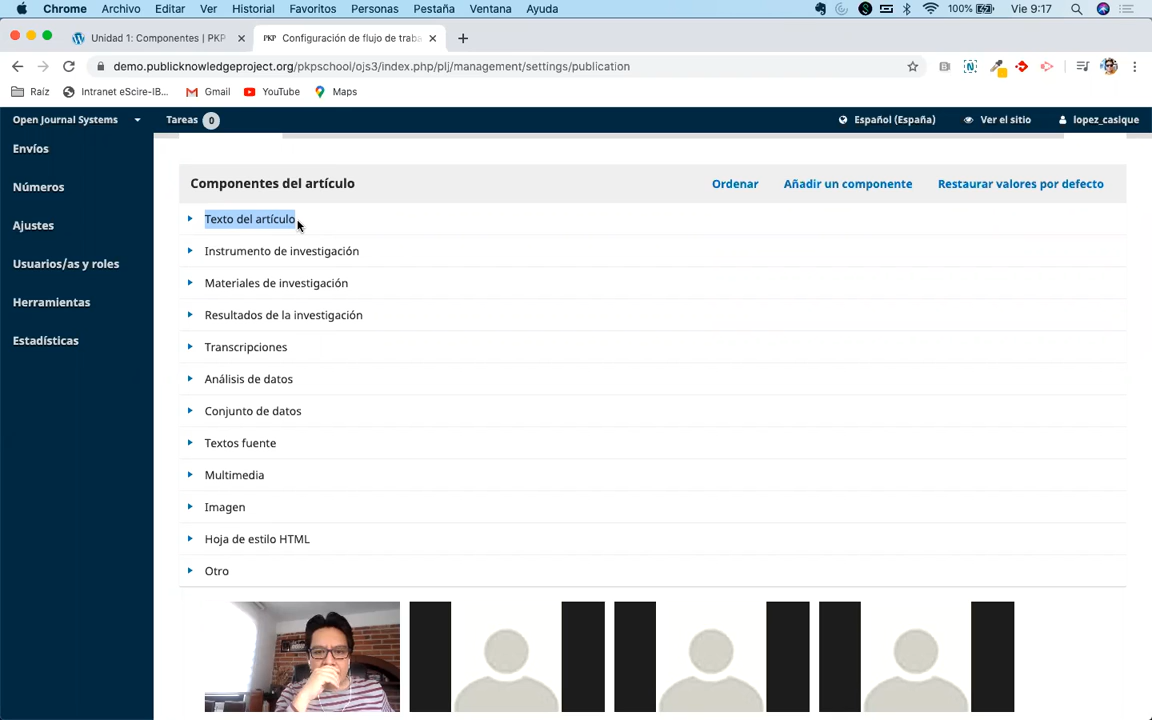 Chrome Archivo Editar Ver Historial Favoritos Personas Pestaña Ventana Ayuda 100% Vie 9:17
Unidad 1: Componentes | PKP Configuración de flujo de traba
demo.publicknowledgeproject.org/pkpschool/ojs3/index.php/plj/management/settings/publication
Raíz Intranet eScire-IB... Gmail YouTube Maps
Open Journal Systems Tareas 0 Español (España) Ver el sitio lopez_casique
Envíos
Números
Ajustes
Usuarios/as y roles
Herramientas
Estadísticas
Componentes del artículo Ordenar Añadir un componente Restaurar valores por defecto
Texto del artículo
Instrumento de investigación
Materiales de investigación
Resultados de la investigación
Transcripciones
Análisis de datos
Conjunto de datos
Textos fuente
Multimedia
Imagen
Hoja de estilo HTML
Otro